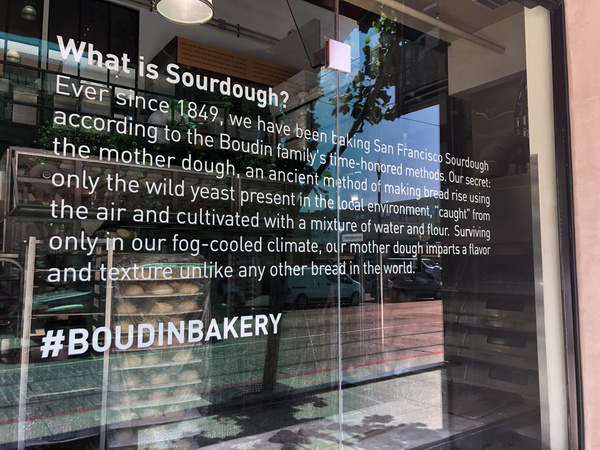 What is Sourdough?
Ever since 1849, we have been baking San Francisco Sourdough
according to the Boudin family's time-honored methods. Our secret:
the mother dough, an ancient method of making bread rise using
only the wild yeast present in the local environment, "caught" from
the air and cultivated with a mixture of water and flour. Surviving
only in our fog-cooled climate, our mother dough imparts a flavor
and texture unlike any other bread in the world.
#BOUDINBAKERY